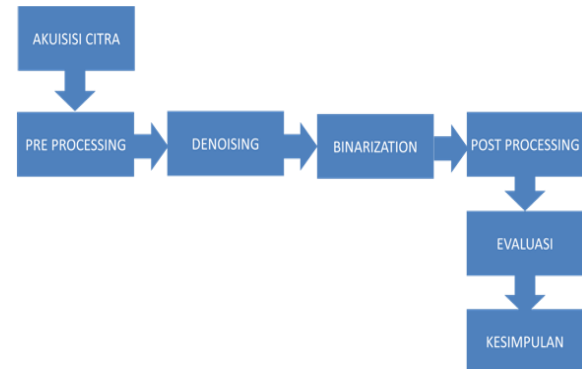 AKUISISI CITRA
PRE PROCESSING
DENOISING
BINARIZATION
POST PROCESSING
EVALUASI
KESIMPULAN